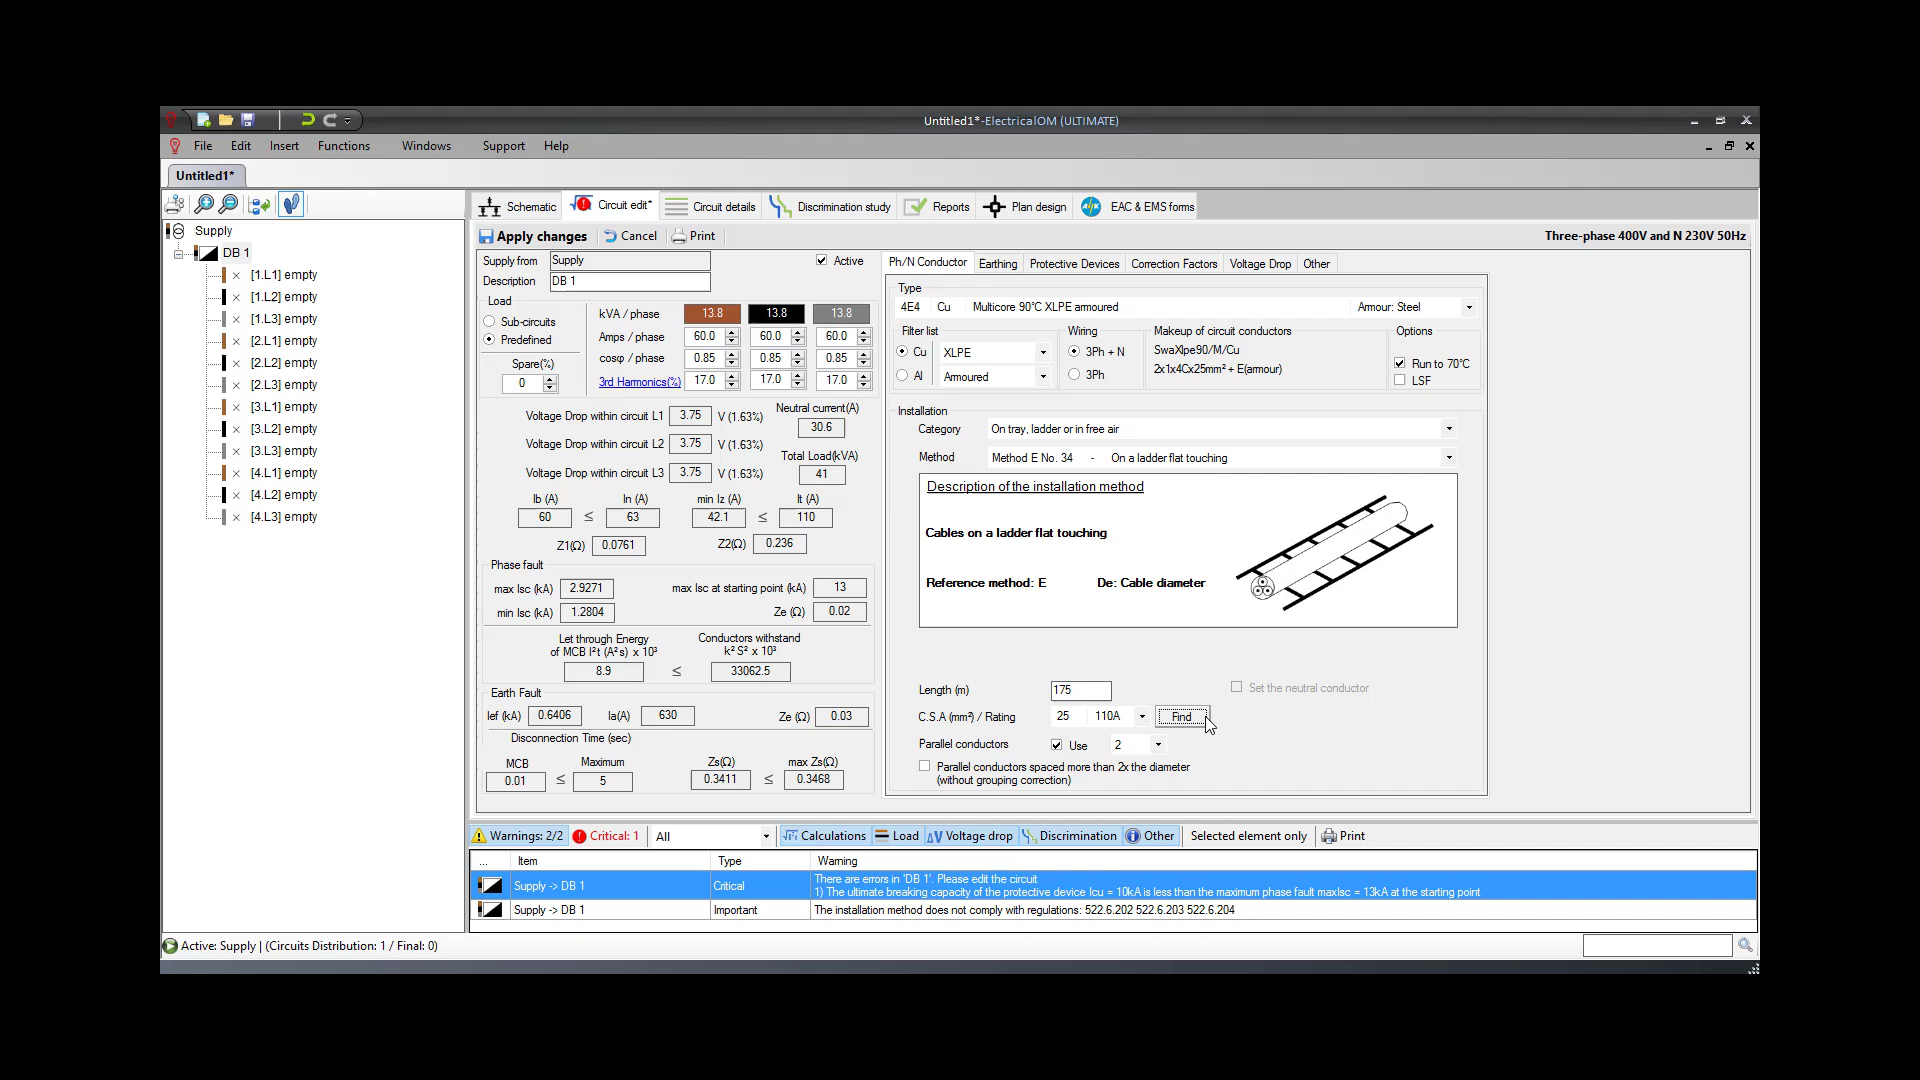 Untitled1*-ElectricalOM (ULTIMATE)
File Edit Insert Functions Windows Support Help
Untitled1*
Supply
DB 1
[1.L1] empty
[1.L2] empty
[1.L3] empty
[2.L1] empty
[2.L2] empty
[2.L3] empty
[3.L1] empty
[3.L2] empty
[3.L3] empty
[4.L1] empty
[4.L2] empty
[4.L3] empty
Schematic Circuit edit* Circuit details Discrimination study Reports Plan design EAC & EMS forms
Apply changes Cancel Print Three-phase 400V and N 230V 50Hz
Supply from Supply Active
Description DB 1
Load
Sub-circuits
Predefined
Spare(%)
0
kVA / phase 13.8 13.8 13.8
Amps / phase 60.0 60.0 60.0
cosφ / phase 0.85 0.85 0.85
3rd Harmonics(%) 17.0 17.0 17.0
Voltage Drop within circuit L1 3.75 V (1.63%)
Voltage Drop within circuit L2 3.75 V (1.63%)
Voltage Drop within circuit L3 3.75 V (1.63%)
Neutral current(A)
30.6
Total Load(kVA)
41
Ib (A) In (A) min Iz (A) It (A)
60 ≤ 63 42.1 ≤ 110
Z1(Ω) 0.0761 Z2(Ω) 0.236
Phase fault
max Isc (kA) 2.9271 max Isc at starting point (kA) 13
min Isc (kA) 1.2804 Ze (Ω) 0.02
Let through Energy Conductors withstand
of MCB I²t (A²s) x 10³ k² S² x 10³
8.9 ≤ 33062.5
Earth Fault
Ief (kA) 0.6406 Ia(A) 630 Ze (Ω) 0.03
Disconnection Time (sec)
MCB Maximum Zs(Ω) max Zs(Ω)
0.01 ≤ 5 0.3411 ≤ 0.3468
Ph/N Conductor Earthing Protective Devices Correction Factors Voltage Drop Other
Type
4E4 Cu Multicore 90°C XLPE armoured Armour: Steel
Filter list Wiring Makeup of circuit conductors Options
Cu XLPE 3Ph + N SwaXlpe90/M/Cu
2x1x4Cx25mm² + E(armour) Run to 70°C
Al Armoured 3Ph LSF
Installation
Category On tray, ladder or in free air
Method Method E No. 34 - On a ladder flat touching
Description of the installation method
Cables on a ladder flat touching
Reference method: E De: Cable diameter
Length (m) 175 Set the neutral conductor
C.S.A (mm²) / Rating 25 110A Find
Parallel conductors Use 2
Parallel conductors spaced more than 2x the diameter
(without grouping correction)
Warnings: 2/2 Critical: 1 All Calculations Load ΔV Voltage drop Discrimination Other Selected element only Print
... Item Type Warning
Supply -> DB 1 Critical There are errors in 'DB 1'. Please edit the circuit
1) The ultimate breaking capacity of the protective device Icu = 10kA is less than the maximum phase fault maxIsc = 13kA at the starting point
Supply -> DB 1 Important The installation method does not comply with regulations: 522.6.202 522.6.203 522.6.204
Active: Supply | (Circuits Distribution: 1 / Final: 0)